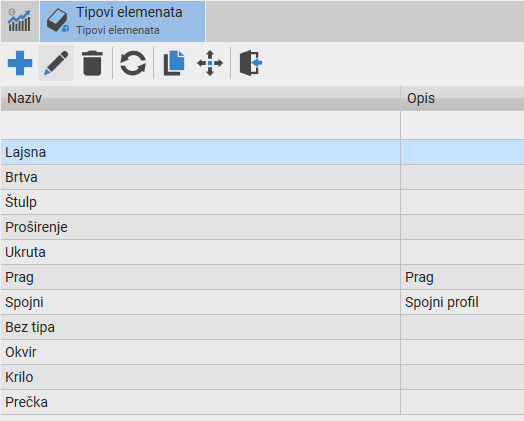 Tipovi elemenata
Tipovi elemenata
Naziv Opis
Lajsna
Brtva
Štulp
Proširenje
Ukruta
Prag Prag
Spojni Spojni profil
Bez tipa
Okvir
Krilo
Prečka